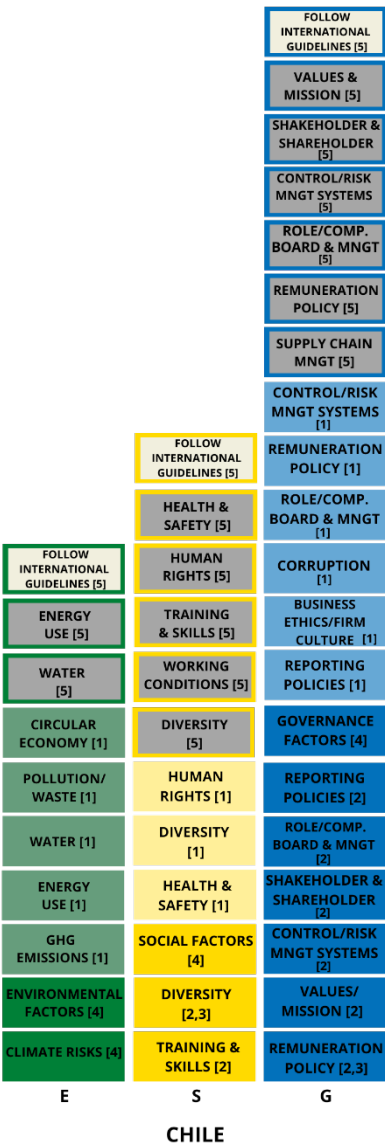 FOLLOW
INTERNATIONAL
GUIDELINES [5]
ENERGY
USE [5]
WATER
[5]
CIRCULAR
ECONOMY [1]
POLLUTION/
WASTE [1]
WATER [1]
ENERGY
USE [1]
GHG
EMISSIONS [1]
ENVIRONMENTAL
FACTORS [4]
CLIMATE RISKS [4]
E
FOLLOW
INTERNATIONAL
GUIDELINES [5]
HEALTH &
SAFETY [5]
HUMAN
RIGHTS [5]
TRAINING
& SKILLS [5]
WORKING
CONDITIONS [5]
DIVERSITY
[5]
HUMAN
RIGHTS [1]
DIVERSITY
[1]
HEALTH &
SAFETY [1]
SOCIAL FACTORS
[4]
DIVERSITY
[2,3]
TRAINING &
SKILLS [2]
S
FOLLOW
INTERNATIONAL
GUIDELINES [5]
VALUES &
MISSION [5]
SHAKEHOLDER &
SHAREHOLDER
[5]
CONTROL/RISK
MNGT SYSTEMS
[5]
ROLE/COMP.
BOARD & MNGT
[5]
REMUNERATION
POLICY [5]
SUPPLY CHAIN
MNGT [5]
CONTROL/RISK
MNGT SYSTEMS
[1]
REMUNERATION
POLICY [1]
ROLE/COMP.
BOARD & MNGT
[1]
CORRUPTION
[1]
BUSINESS
ETHICS/FIRM
CULTURE [1]
REPORTING
POLICIES [1]
GOVERNANCE
FACTORS [4]
REPORTING
POLICIES [2]
ROLE/COMP.
BOARD & MNGT
[2]
SHAKEHOLDER &
SHAREHOLDER
[2]
CONTROL/RISK
MNGT SYSTEMS
[2]
VALUES/
MISSION [2]
REMUNERATION
POLICY [2,3]
G
CHILE